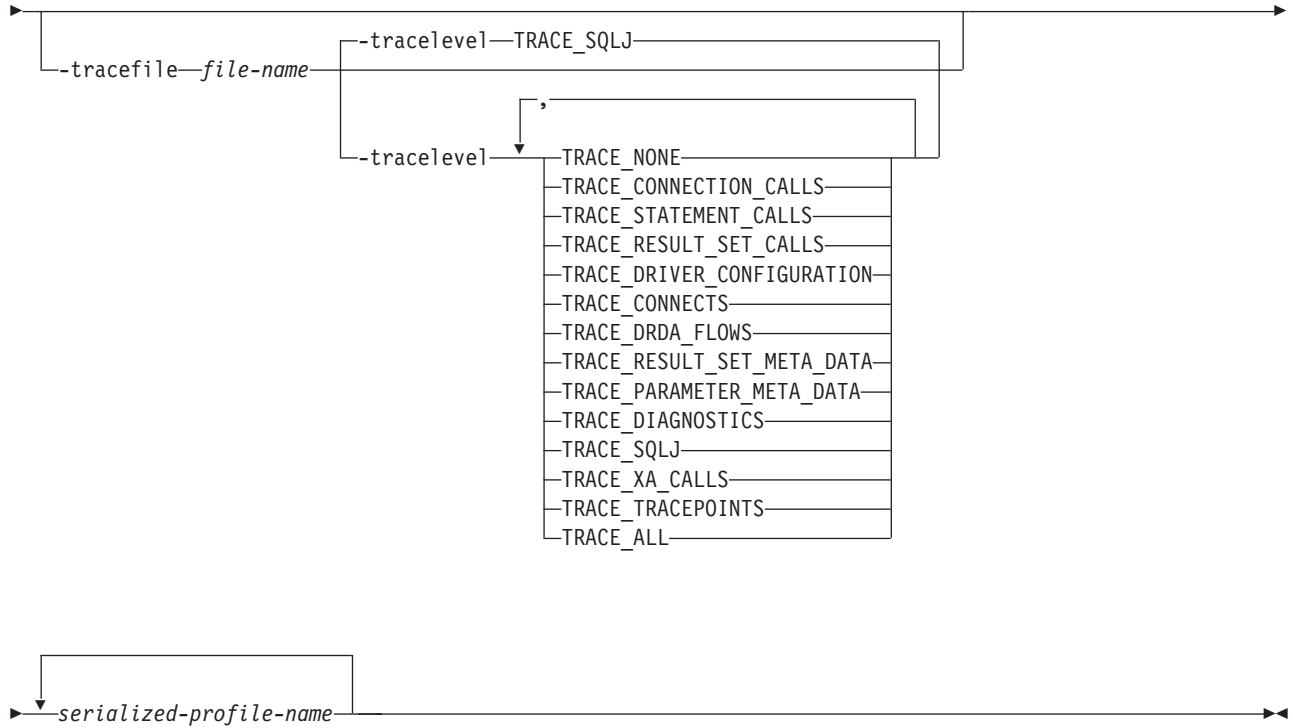 -tracelevel TRACE_SQLJ
-tracefile file-name
,
-tracelevel TRACE_NONE
TRACE_CONNECTION_CALLS
TRACE_STATEMENT_CALLS
TRACE_RESULT_SET_CALLS
TRACE_DRIVER_CONFIGURATION
TRACE_CONNECTS
TRACE_DRDA_FLOWS
TRACE_RESULT_SET_META_DATA
TRACE_PARAMETER_META_DATA
TRACE_DIAGNOSTICS
TRACE_SQLJ
TRACE_XA_CALLS
TRACE_TRACEPOINTS
TRACE_ALL
serialized-profile-name